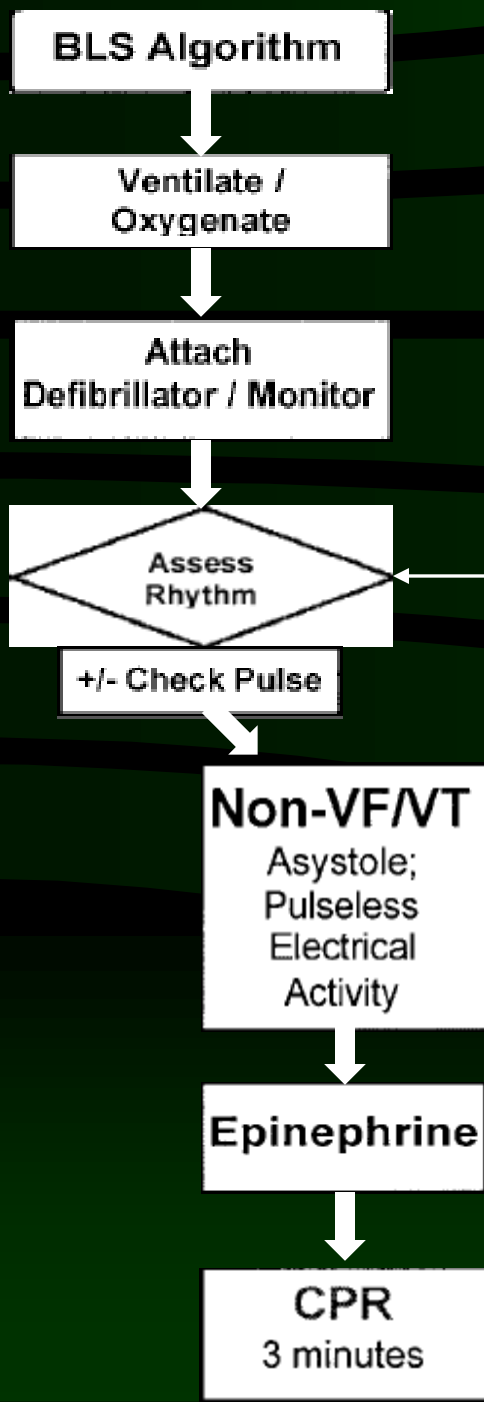 BLS Algorithm
Ventilate /
Oxygenate
Attach
Defibrillator / Monitor
Assess
Rhythm
+/- Check Pulse
Non-VF/VT
Asystole;
Pulseless
Electrical
Activity
Epinephrine
CPR
3 minutes